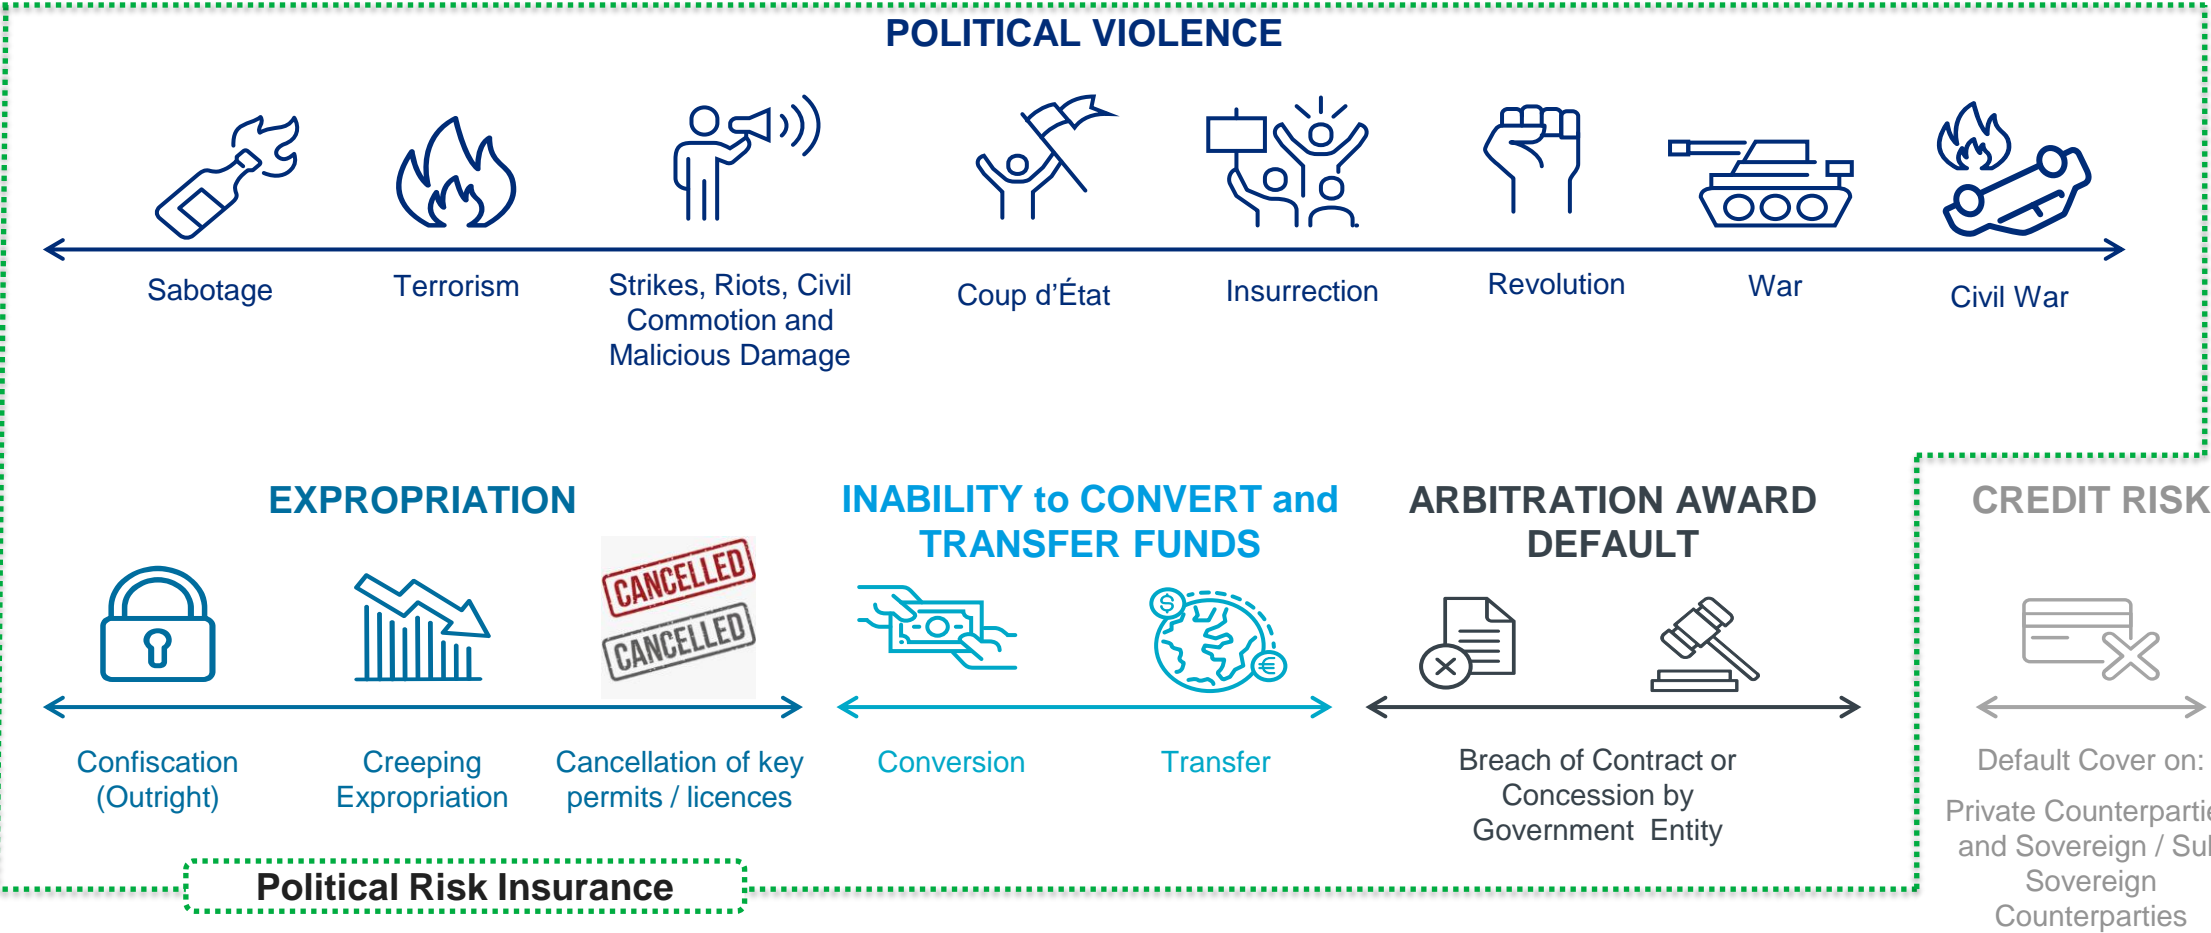 POLITICAL VIOLENCE
Sabotage
Terrorism
Strikes, Riots, Civil
Commotion and
Malicious Damage
Coup d’État
Insurrection
Revolution
War
Civil War
EXPROPRIATION
CANCELLED
CANCELLED
Confiscation
(Outright)
Creeping
Expropriation
Cancellation of key
permits / licences
INABILITY to CONVERT and
TRANSFER FUNDS
$
€
Conversion
Transfer
ARBITRATION AWARD
DEFAULT
Breach of Contract or
Concession by
Government Entity
CREDIT RISK
Default Cover on:
Private
and Sovereign /
Sovereign
Counterparties
Political Risk Insurance